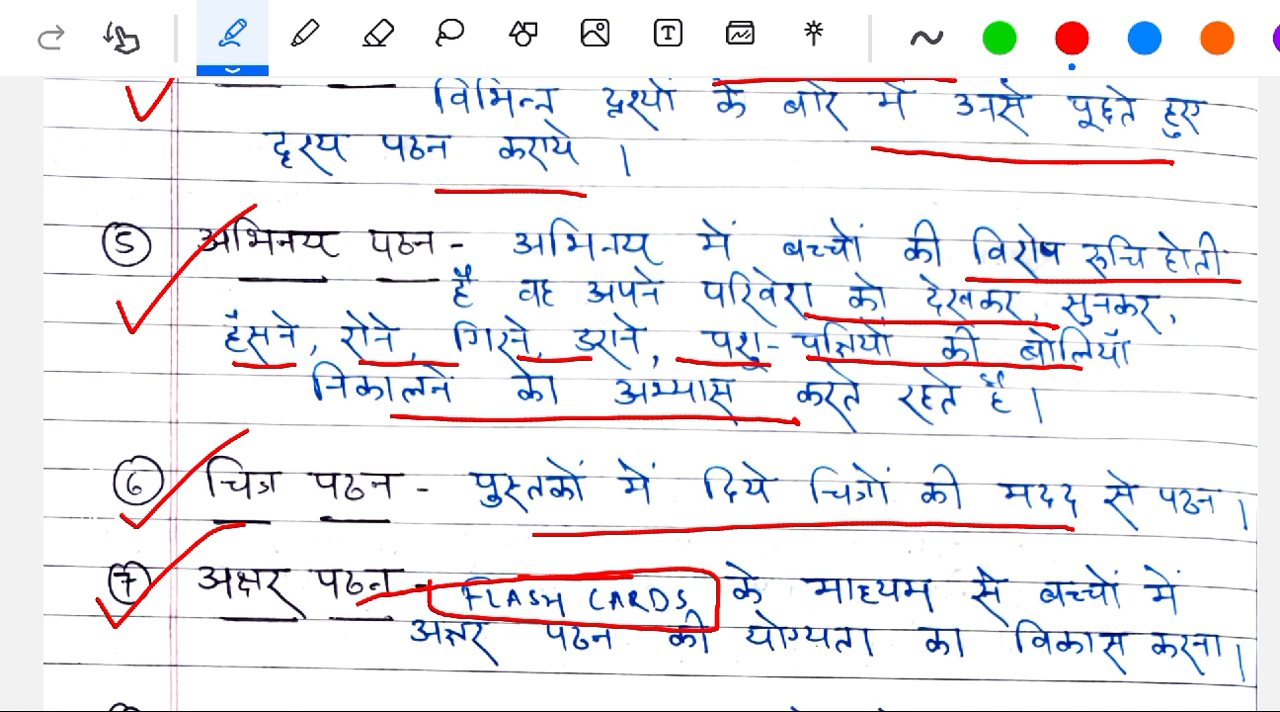 विभिन्न दृश्यों के बारे में उनसे पूछते हुए
दृश्य पठन कराये ।
⑤ अभिनय पठन - अभिनय में बच्चों की विशेष रूचि होती
है वह अपने परिवेश को देखकर, सुनकर,
हँसने, रोने, गिरने, डराने, पशु-पक्षियों की बोलियाँ
निकालने का अभ्यास करते रहते हैं ।
⑥ चित्र पठन - पुस्तकों में दिये चित्रों की मदद से पठन ।
⑦ अक्षर पठन - FLASH CARDS के माध्यम से बच्चों में
अक्षर पठन की योग्यता का विकास करना ।